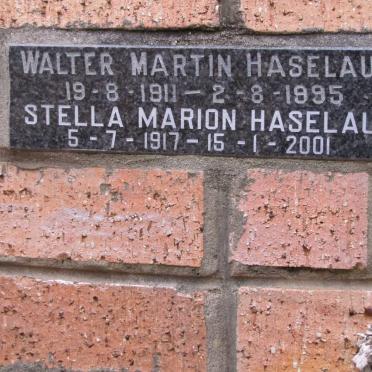 WALTER MARTIN HASELAU
19-8-1911-2-8-1995
STELLA MARION HASELAU
5-7-1917-15-1-2001